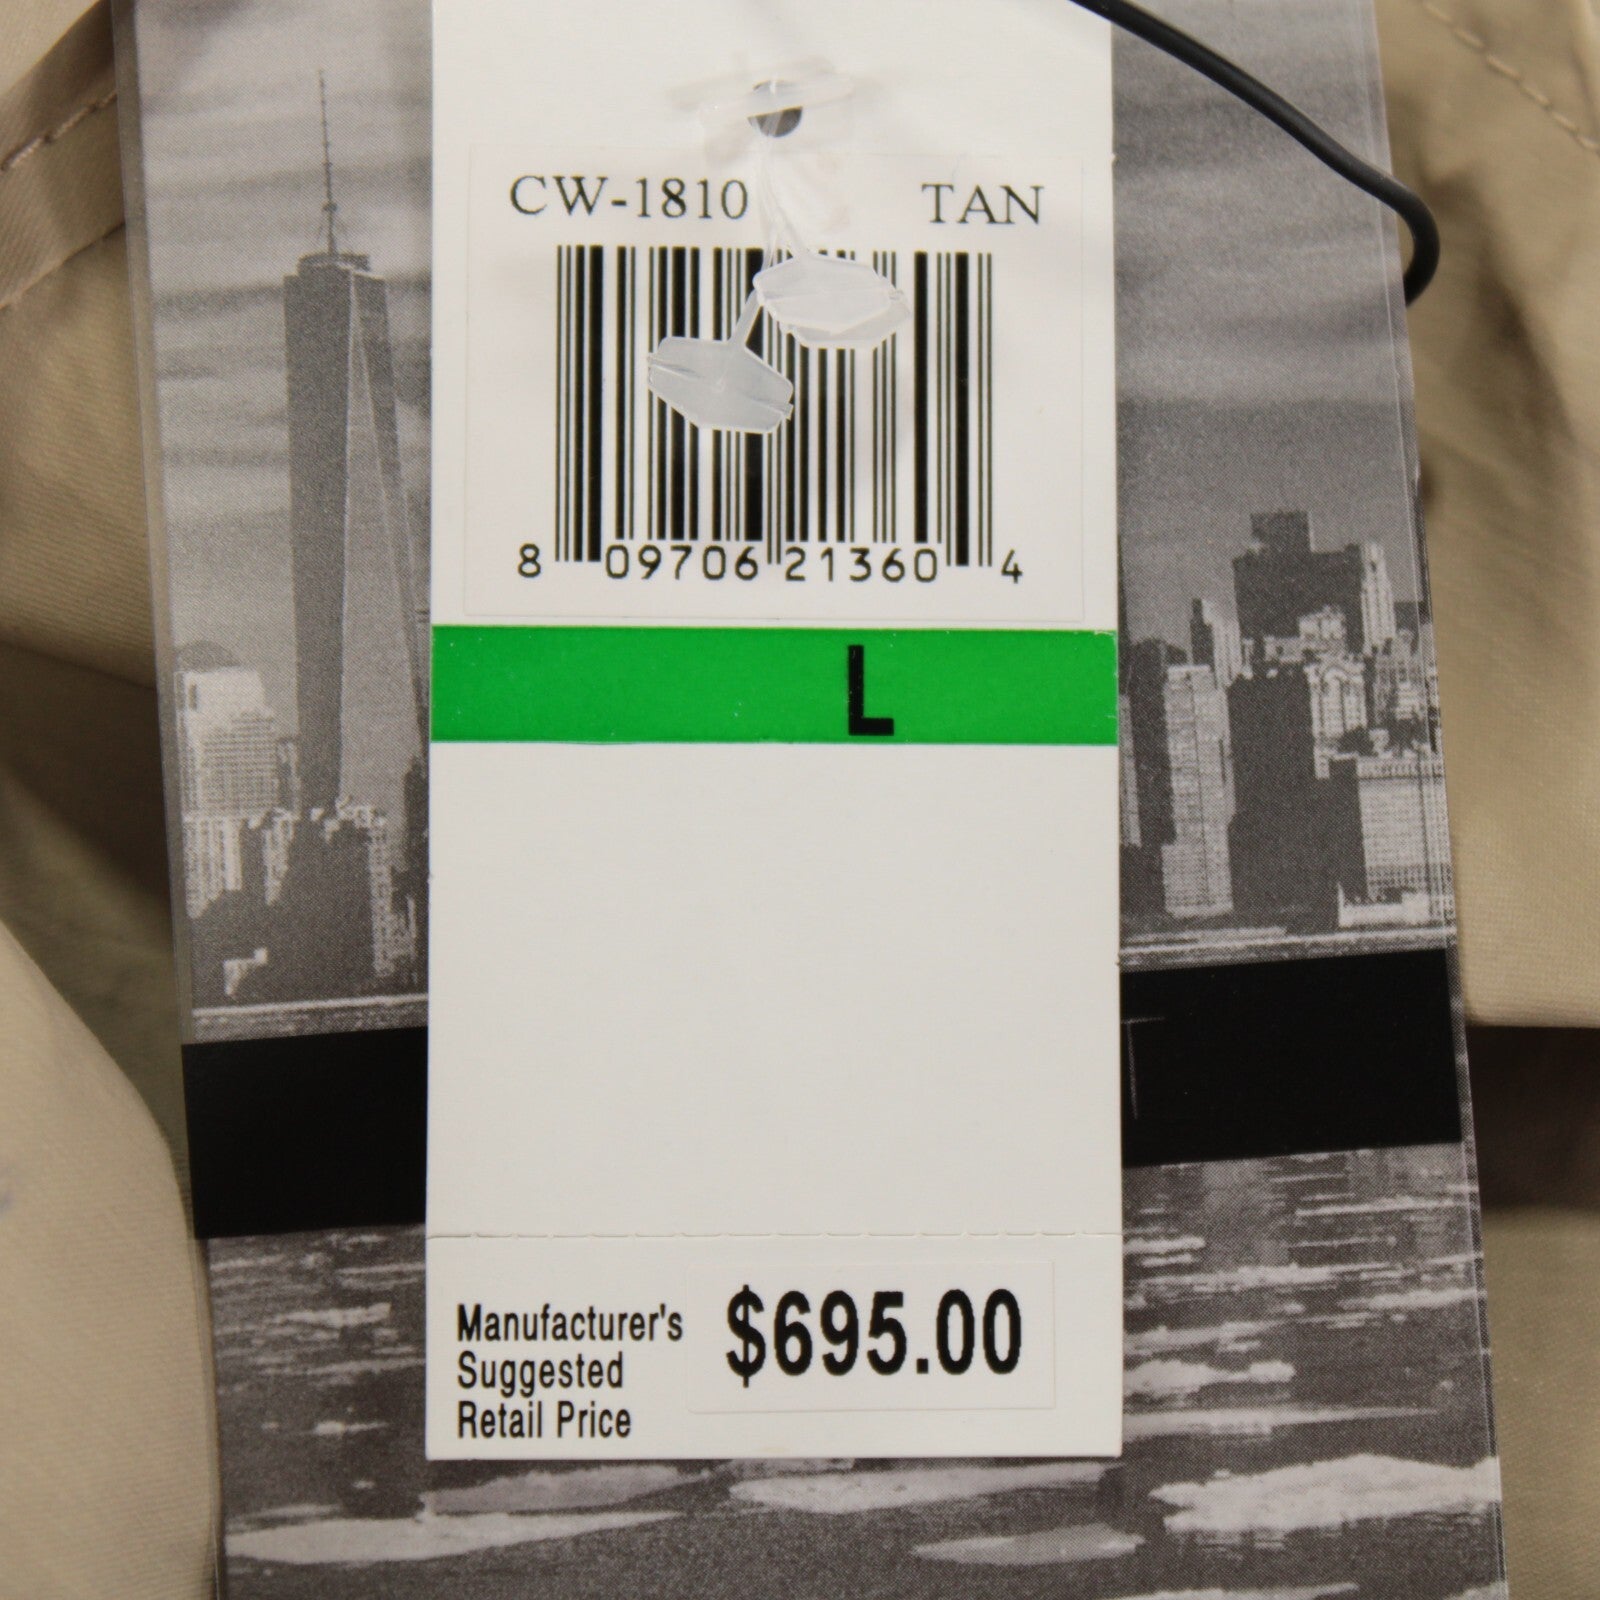 CW-1810 TAN
8 09706 21360 4
L
Manufacturer's
Suggested
Retail Price
$695.00